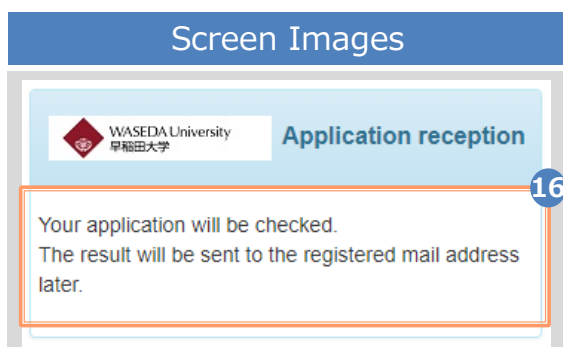 Screen Images
WASEDA University
早稲田大学
Application reception
16
Your application will be checked.
The result will be sent to the registered mail address
later.